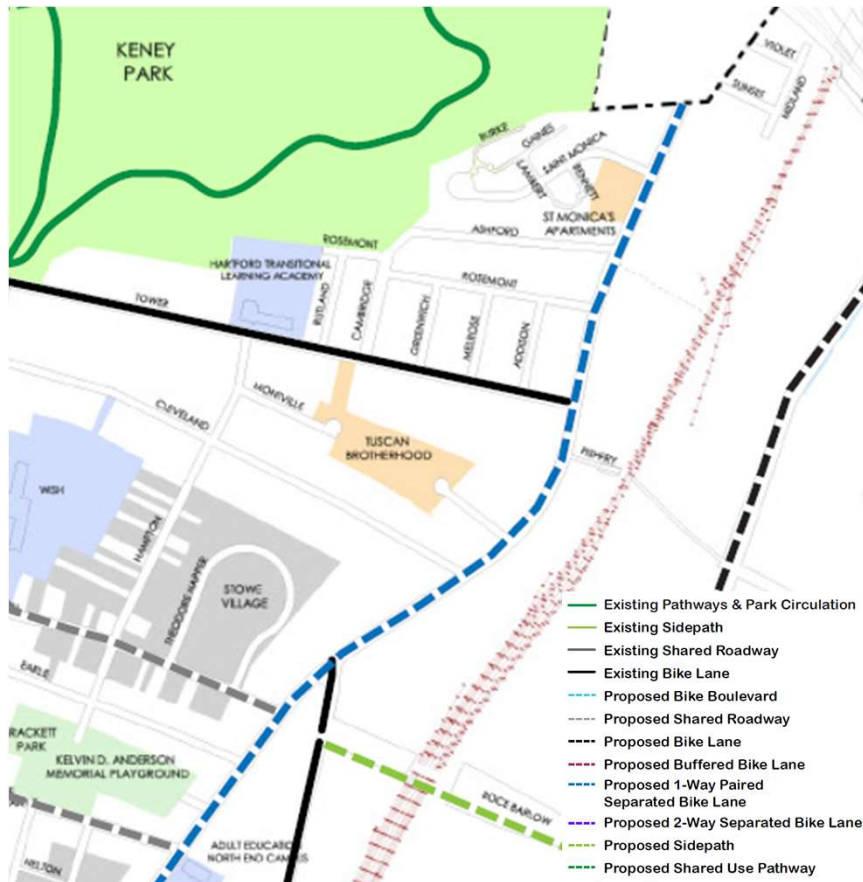 KENEY
PARK
VIOLET
SUNSET
MIDLAND
BURKE
GAINES
SAINT MONICA
LAMBERT
BENNETT
ST MONICA'S
APARTMENTS
ASHFORD
ROSEMONT
HARTFORD TRANSITIONAL
LEARNING ACADEMY
ROSEMONT
TOWER
RUTLAND
CAMBRIDGE
GREENWICH
MELROSE
ADDISON
MONTVILLE
CLEVELAND
TUSCAN
BROTHERHOOD
FISHFRY
WISH
HAMPTON
THEODORE HAPPER
STOWE
VILLAGE
EARLE
RACKETT
PARK
KELVIN D. ANDERSON
MEMORIAL PLAYGROUND
ADULT EDUCATION
NORTH END CAMPUS
NELTON
ROCE BARLOW
Existing Pathways & Park Circulation
Existing Sidepath
Existing Shared Roadway
Existing Bike Lane
Proposed Bike Boulevard
Proposed Shared Roadway
Proposed Bike Lane
Proposed Buffered Bike Lane
Proposed 1-Way Paired
Separated Bike Lane
Proposed 2-Way Separated Bike Lane
Proposed Sidepath
Proposed Shared Use Pathway